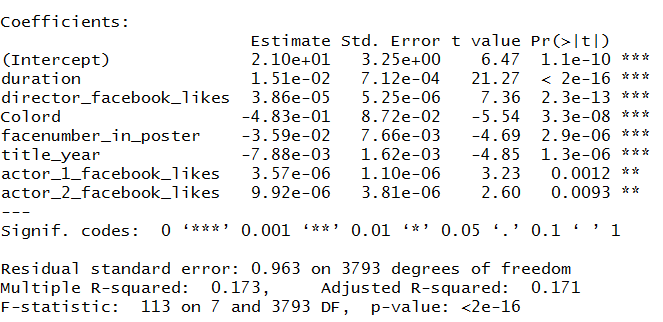 Coefficients:
Estimate Std. Error t value Pr(>|t|)
(Intercept) 2.10e+01 3.25e+00 6.47 1.1e-10 ***
duration 1.51e-02 7.12e-04 21.27 < 2e-16 ***
director_facebook_likes 3.86e-05 5.25e-06 7.36 2.3e-13 ***
Colord -4.83e-01 8.72e-02 -5.54 3.3e-08 ***
facenumber_in_poster -3.59e-02 7.66e-03 -4.69 2.9e-06 ***
title_year -7.88e-03 1.62e-03 -4.85 1.3e-06 ***
actor_1_facebook_likes 3.57e-06 1.10e-06 3.23 0.0012 **
actor_2_facebook_likes 9.92e-06 3.81e-06 2.60 0.0093 **
---
Signif. codes: 0 ‘***’ 0.001 ‘**’ 0.01 ‘*’ 0.05 ‘.’ 0.1 ‘ ’ 1
Residual standard error: 0.963 on 3793 degrees of freedom
Multiple R-squared: 0.173, Adjusted R-squared: 0.171
F-statistic: 113 on 7 and 3793 DF, p-value: <2e-16